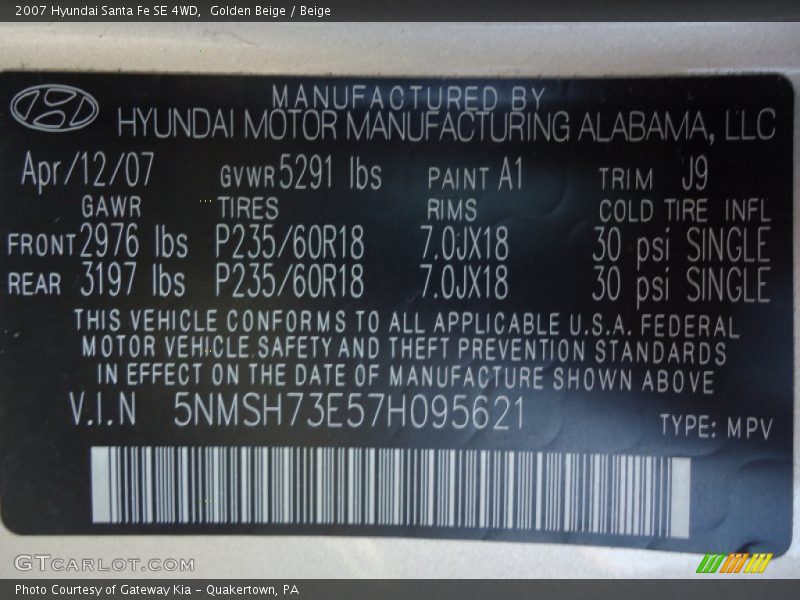 2007 Hyundai Santa Fe SE 4WD, Golden Beige / Beige
MANUFACTURED BY
HYUNDAI MOTOR MANUFACTURING ALABAMA, LLC
Apr/12/07 GVWR 5291 lbs PAINT A1 TRIM J9
GAWR TIRES RIMS COLD TIRE INFL
FRONT 2976 lbs P235/60R18 7.0JX18 30 psi SINGLE
REAR 3197 lbs P235/60R18 7.0JX18 30 psi SINGLE
THIS VEHICLE CONFORMS TO ALL APPLICABLE U.S.A. FEDERAL
MOTOR VEHICLE SAFETY AND THEFT PREVENTION STANDARDS
IN EFFECT ON THE DATE OF MANUFACTURE SHOWN ABOVE
V.I.N 5NMSH73E57H095621
TYPE: MPV
GTCARLOT.COM
Photo Courtesy of Gateway Kia - Quakertown, PA